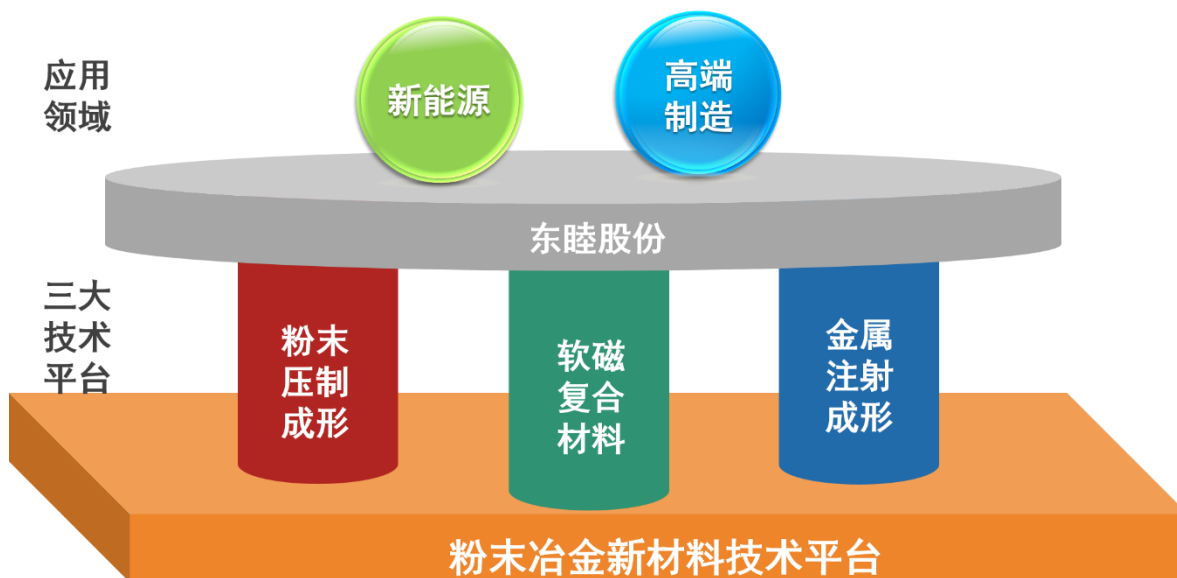 应用
领域
新能源
高端
制造
东睦股份
三大
技术
平台
粉末
压制
成形
软磁
复合
材料
金属
注射
成形
粉末冶金新材料技术平台